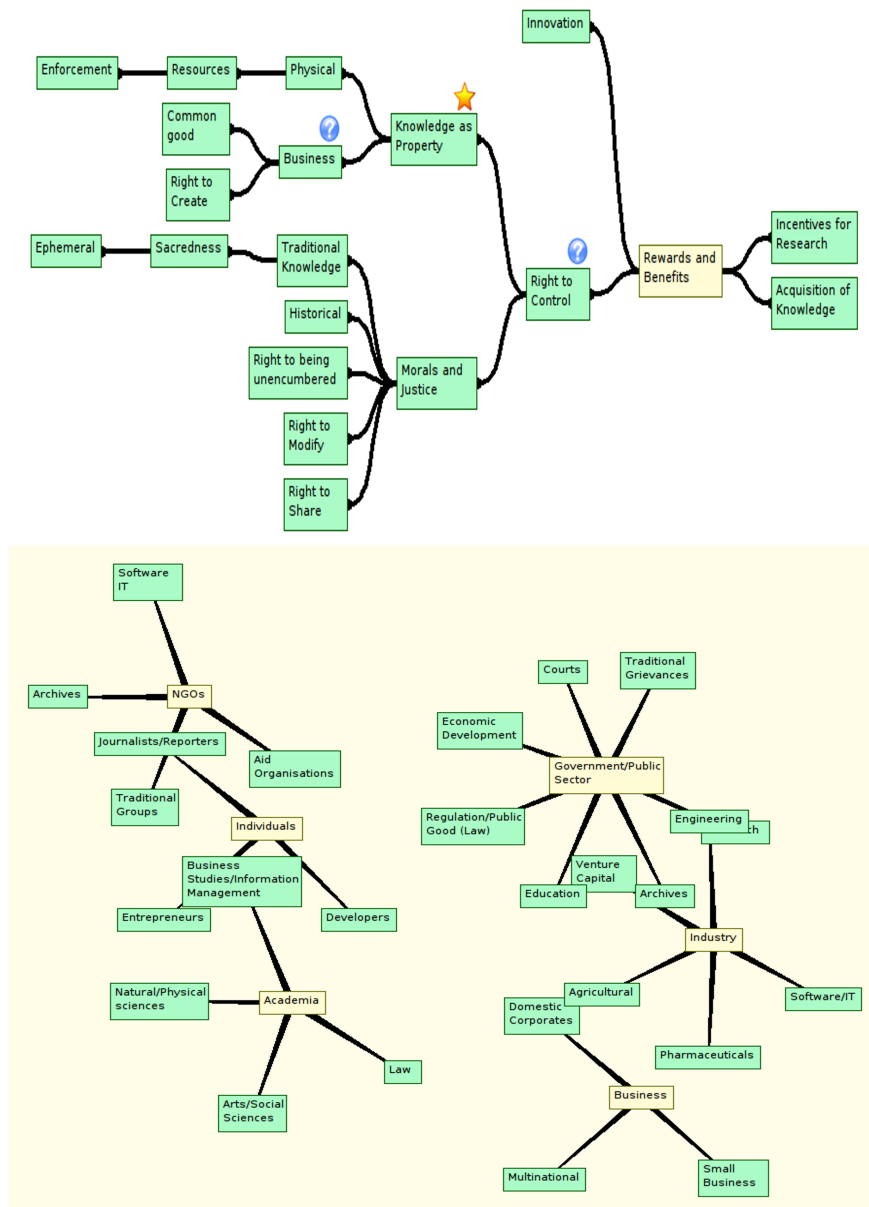 Innovation
Enforcement
Resources
Physical
Common
good
Knowledge as
Property
?
Business
Right to
Create
Incentives for
Research
Ephemeral
Sacredness
Traditional
Knowledge
?
Rewards and
Benefits
Right to
Control
Acquisition of
Knowledge
Historical
Right to being
unencumbered
Morals and
Justice
Right to
Modify
Right to
Share
Software
IT
Archives
NGOs
Journalists/Reporters
Aid
Organisations
Traditional
Groups
Individuals
Business
Studies/Information
Management
Entrepreneurs
Developers
Natural/Physical
sciences
Academia
Law
Arts/Social
Sciences
Courts
Traditional
Grievances
Economic
Development
Government/Public
Sector
Regulation/Public
Good (Law)
Engineering
Venture
Capital
Education
Archives
Industry
Agricultural
Software/IT
Domestic
Corporates
Pharmaceuticals
Business
Multinational
Small
Business